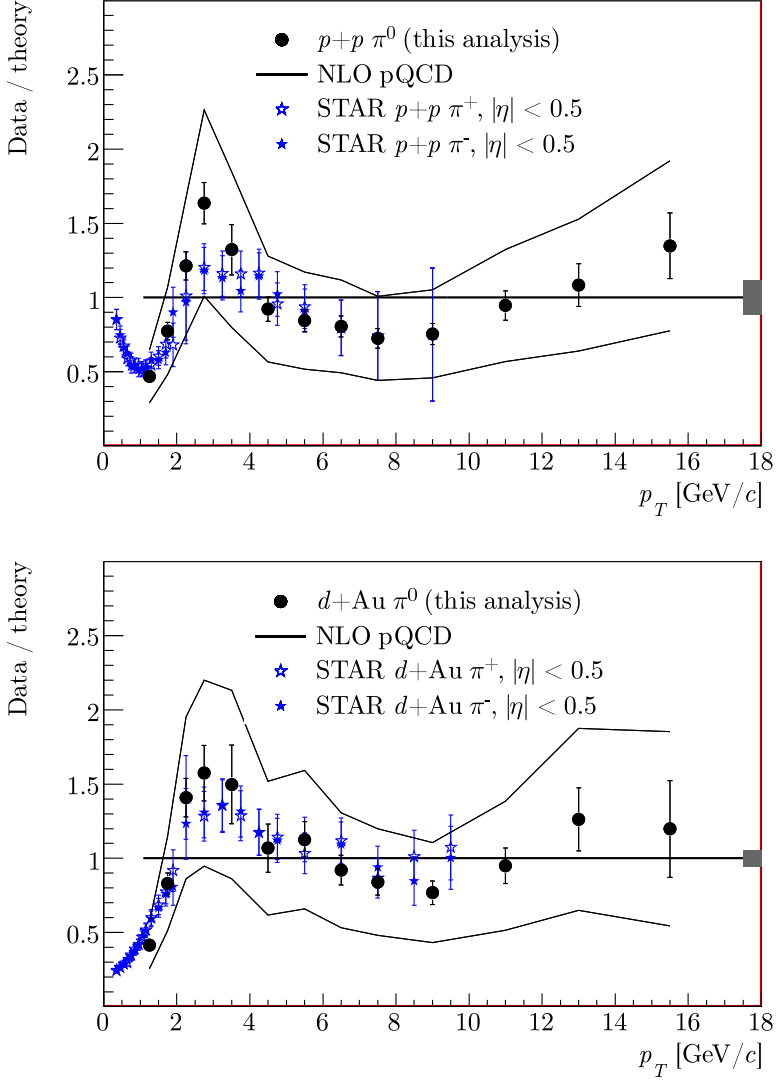 Data / theory
p+p π⁰ (this analysis)
NLO pQCD
STAR p+p π⁺, |η| < 0.5
STAR p+p π⁻, |η| < 0.5
2.5
2
1.5
1
0.5
0 2 4 6 8 10 12 14 16 18
p_T [GeV/c]
Data / theory
d+Au π⁰ (this analysis)
NLO pQCD
STAR d+Au π⁺, |η| < 0.5
STAR d+Au π⁻, |η| < 0.5
2.5
2
1.5
1
0.5
0 2 4 6 8 10 12 14 16 18
p_T [GeV/c]